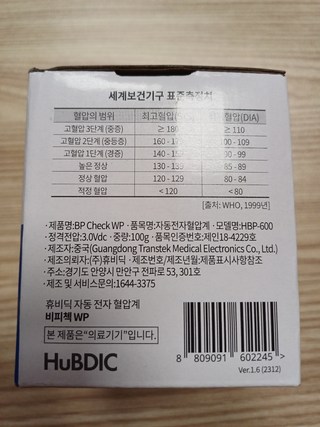 세계보건기구 표준측정치
혈압의 범위 최고혈압( 혈압(DIA)
고혈압 3단계 (중증) ≥ 180 ≥ 110
고혈압 2단계 (중등증) 160 - 1 00 - 109
고혈압 1단계 (경증) 140 - 15 00 - 99
높은 정상 130 - 139 85 - 89
정상 혈압 120 - 129 80 - 84
적정 혈압 < 120 < 80
[출처: WHO, 1999년]
·제품명:BP Check WP ·품목명:자동전자혈압계 ·모델명:HBP-600
·정격전압:3.0Vdc ·중량:100g ·품목인증번호:제인18-4229호
·제조자:중국(Guangdong Transtek Medical Electronics Co., Ltd.)
·제조의뢰자:(주)휴비딕 ·제조번호/제조년월:제품표시사항참조
·주소:경기도 안양시 만안구 전파로 53, 301호
·제조 및 서비스문의:1644-3375
휴비딕 자동 전자 혈압계
비피첵 WP
본 제품은“의료기기”입니다.
HuBDIC
8 809091 602245 >
Ver.1.6 (2312)